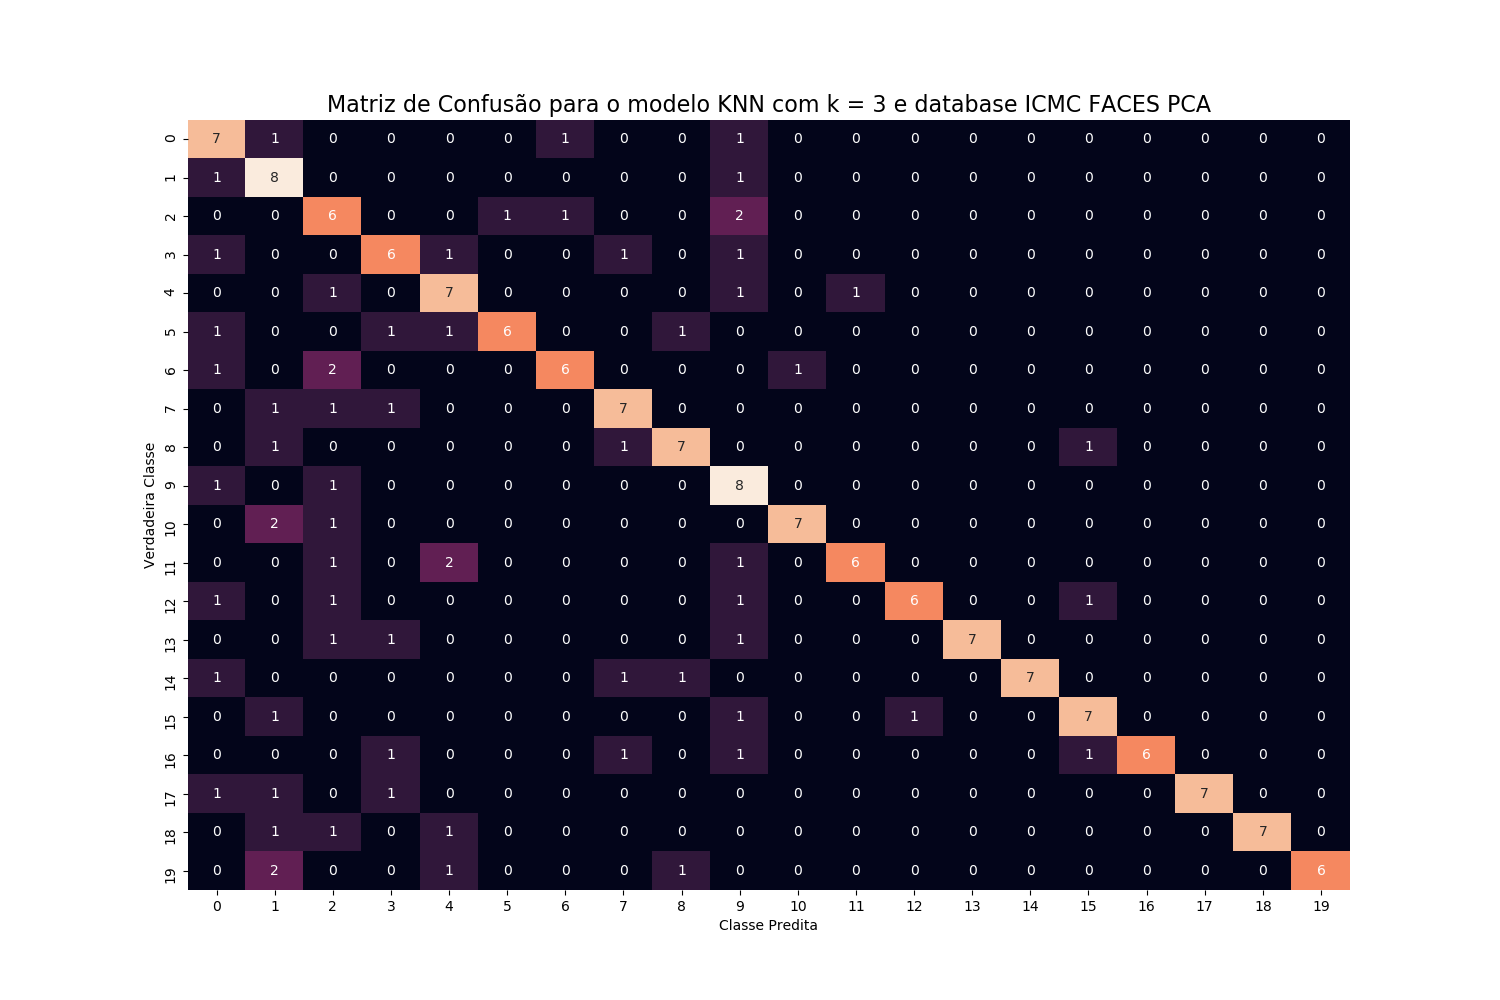 Matriz de Confusão para o modelo KNN com k = 3 e database ICMC FACES PCA
0 7 1 0 0 0 0 1 0 0 1 0 0 0 0 0 0 0 0 0 0
1 1 8 0 0 0 0 0 0 0 1 0 0 0 0 0 0 0 0 0 0
2 0 0 6 0 0 1 1 0 0 2 0 0 0 0 0 0 0 0 0 0
3 1 0 0 6 1 0 0 1 0 1 0 0 0 0 0 0 0 0 0 0
4 0 0 1 0 7 0 0 0 0 1 0 1 0 0 0 0 0 0 0 0
5 1 0 0 1 1 6 0 0 1 0 0 0 0 0 0 0 0 0 0 0
6 1 0 2 0 0 0 6 0 0 0 1 0 0 0 0 0 0 0 0 0
7 0 1 1 1 0 0 0 7 0 0 0 0 0 0 0 0 0 0 0 0
8 0 1 0 0 0 0 0 1 7 0 0 0 0 0 0 1 0 0 0 0
9 1 0 1 0 0 0 0 0 0 8 0 0 0 0 0 0 0 0 0 0
10 0 2 1 0 0 0 0 0 0 0 7 0 0 0 0 0 0 0 0 0
11 0 0 1 0 2 0 0 0 0 1 0 6 0 0 0 0 0 0 0 0
12 1 0 1 0 0 0 0 0 0 1 0 0 6 0 0 1 0 0 0 0
13 0 0 1 1 0 0 0 0 0 1 0 0 0 7 0 0 0 0 0 0
14 1 0 0 0 0 0 0 1 1 0 0 0 0 0 7 0 0 0 0 0
15 0 1 0 0 0 0 0 0 0 1 0 0 1 0 0 7 0 0 0 0
16 0 0 0 1 0 0 0 1 0 1 0 0 0 0 0 1 6 0 0 0
17 1 1 0 1 0 0 0 0 0 0 0 0 0 0 0 0 0 7 0 0
18 0 1 1 0 1 0 0 0 0 0 0 0 0 0 0 0 0 0 7 0
19 0 2 0 0 1 0 0 0 1 0 0 0 0 0 0 0 0 0 0 6
Verdadeira Classe
0 1 2 3 4 5 6 7 8 9 10 11 12 13 14 15 16 17 18 19
Classe Predita